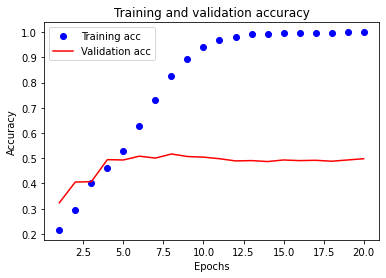 Training and validation accuracy
Training acc
Validation acc
Accuracy
1.0
0.9
0.8
0.7
0.6
0.5
0.4
0.3
0.2
2.5 5.0 7.5 10.0 12.5 15.0 17.5 20.0
Epochs